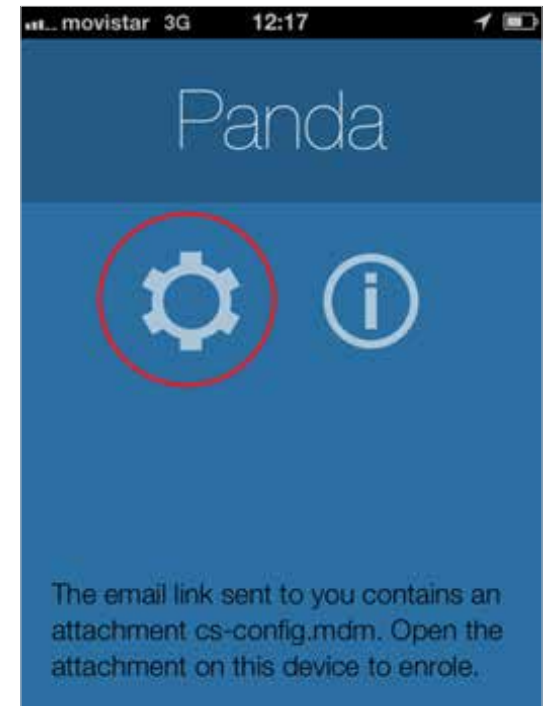 movistar 3G 12:17
Panda
The email link sent to you contains an
attachment cs-config.mdm. Open the
attachment on this device to enrole.